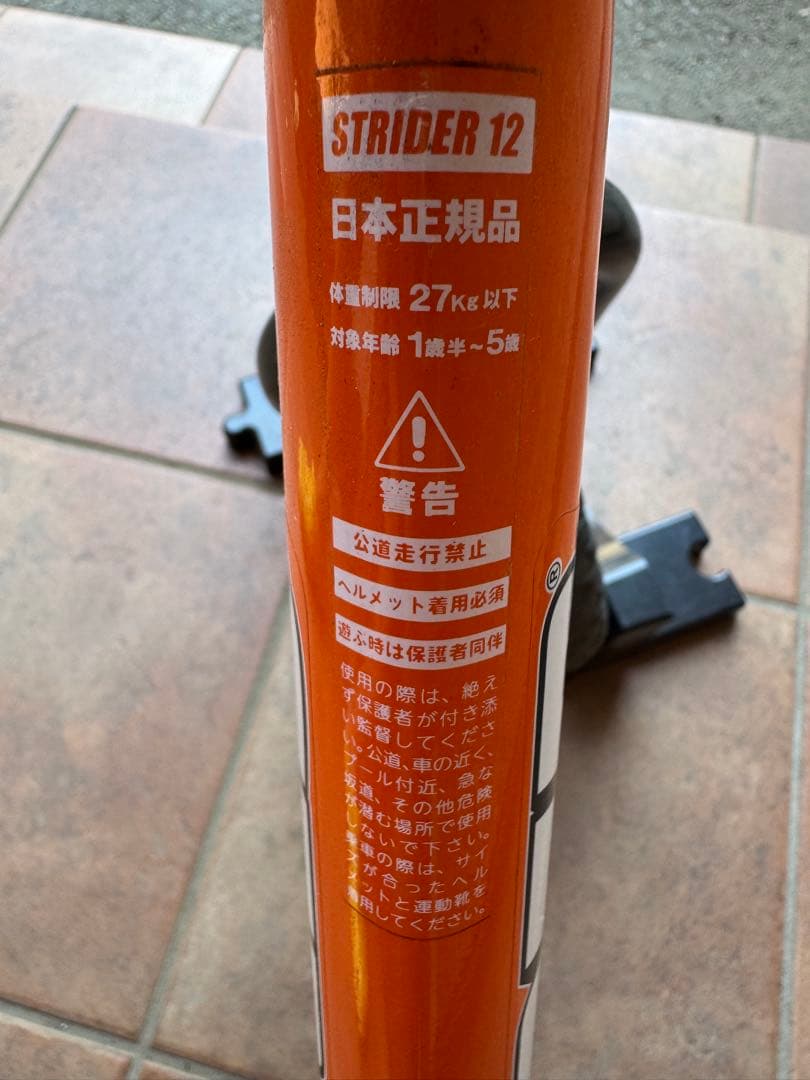 STRIDER 12
日本正規品
体重制限 27Kg 以下
対象年齢 1歳半~5歳
警告
公道走行禁止
ヘルメット着用必須
遊ぶ時は保護者同伴
使用の際は、絶え
ず保護者が付き添
い監督してくださ
い。公道、車の近く、
プール付近、急な
坂道、その他危険
が潜む場所で使用
しないで下さい。
乗車の際は、サイ
ズが合ったヘル
メットと運動靴を
着用してください。
®